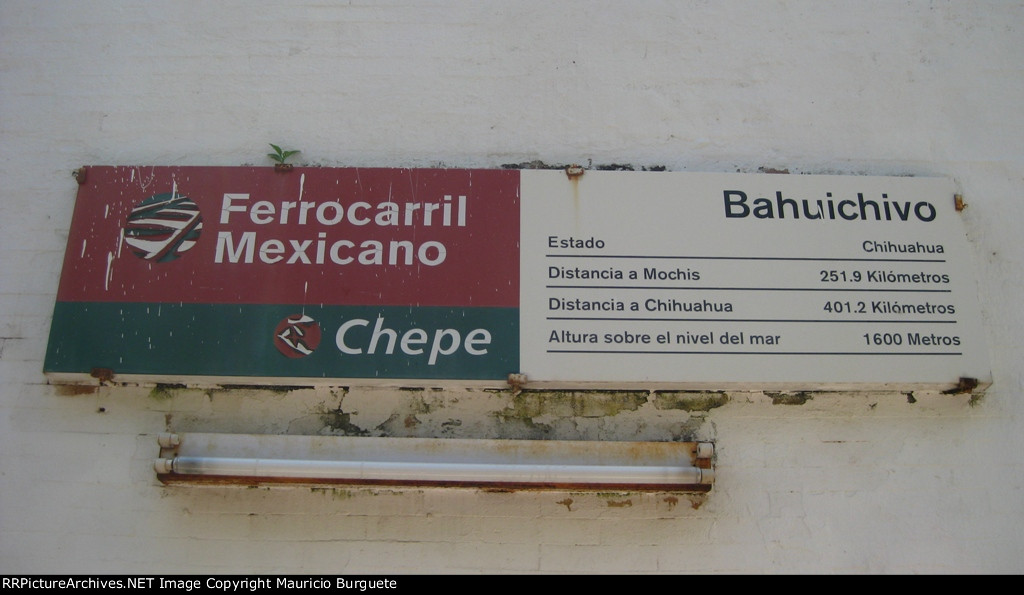 Ferrocarril
Mexicano
Chepe
Bahuichivo
Estado Chihuahua
Distancia a Mochis 251.9 Kilómetros
Distancia a Chihuahua 401.2 Kilómetros
Altura sobre el nivel del mar 1600 Metros
RRPictureArchives.NET Image Copyright Mauricio Burguete